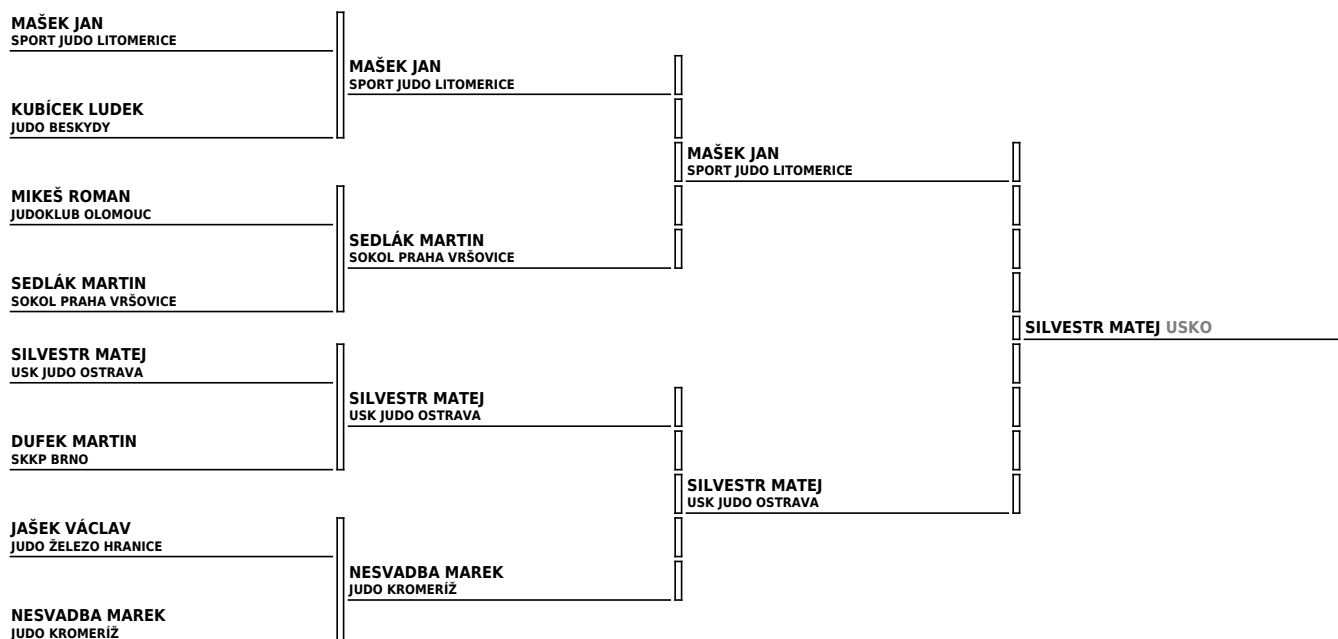 MAŠEK JAN
SPORT JUDO LITOMERICE
MAŠEK JAN
SPORT JUDO LITOMERICE
KUBÍCEK LUDEK
JUDO BESKYDY
MAŠEK JAN
SPORT JUDO LITOMERICE
MIKEŠ ROMAN
JUDOKLUB OLOMOUC
SEDLÁK MARTIN
SOKOL PRAHA VRŠOVICE
SEDLÁK MARTIN
SOKOL PRAHA VRŠOVICE
SILVESTR MATEJ USKO
SILVESTR MATEJ
USK JUDO OSTRAVA
SILVESTR MATEJ
USK JUDO OSTRAVA
DUFEK MARTIN
SKKP BRNO
SILVESTR MATEJ
USK JUDO OSTRAVA
JAŠEK VÁCLAV
JUDO ŽELEZO HRANICE
NESVADBA MAREK
JUDO KROMERÍŽ
NESVADBA MAREK
JUDO KROMERÍŽ